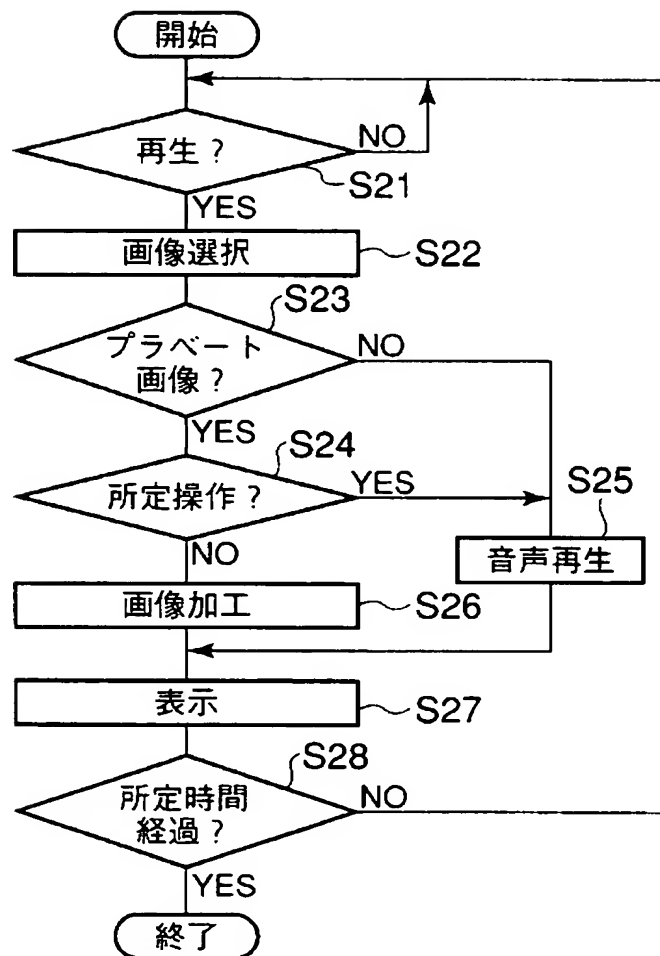 開始
再生?
NO
S21
YES
画像選択
S22
S23
プラベート
画像?
NO
YES
S24
所定操作?
YES
S25
NO
音声再生
画像加工
S26
表示
S27
S28
所定時間
経過?
NO
YES
終了